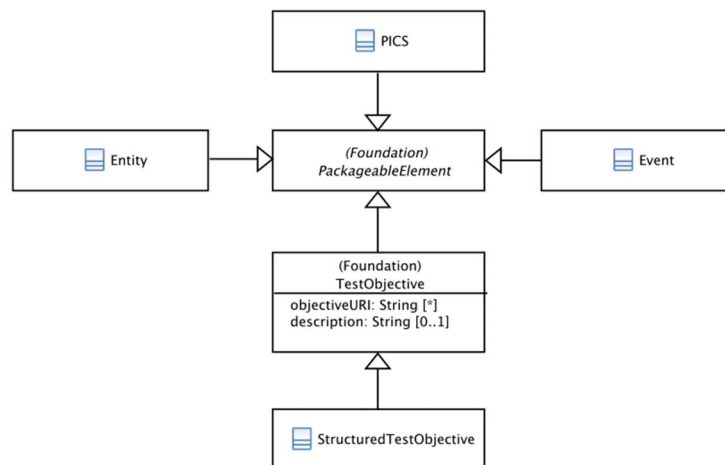 PICS
Entity
(Foundation)
PackageableElement
Event
(Foundation)
TestObjective
objectiveURI: String [*]
description: String [0..1]
StructuredTestObjective